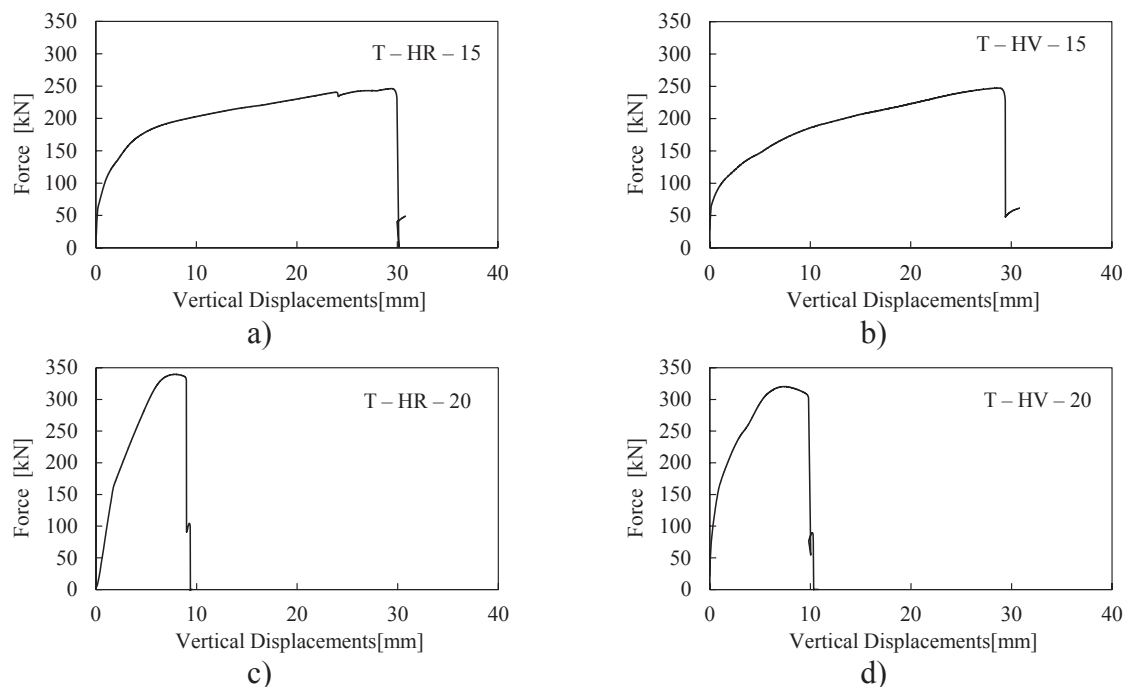 350
300
250
200
150
100
50
0
Force [kN]
T – HR – 15
0 10 20 30 40
Vertical Displacements[mm]
a)
350
300
250
200
150
100
50
0
Force [kN]
T – HV – 15
0 10 20 30 40
Vertical Displacements[mm]
b)
350
300
250
200
150
100
50
0
Force [kN]
T – HR – 20
0 10 20 30 40
Vertical Displacements[mm]
c)
350
300
250
200
150
100
50
0
Force [kN]
T – HV – 20
0 10 20 30 40
Vertical Displacements[mm]
d)